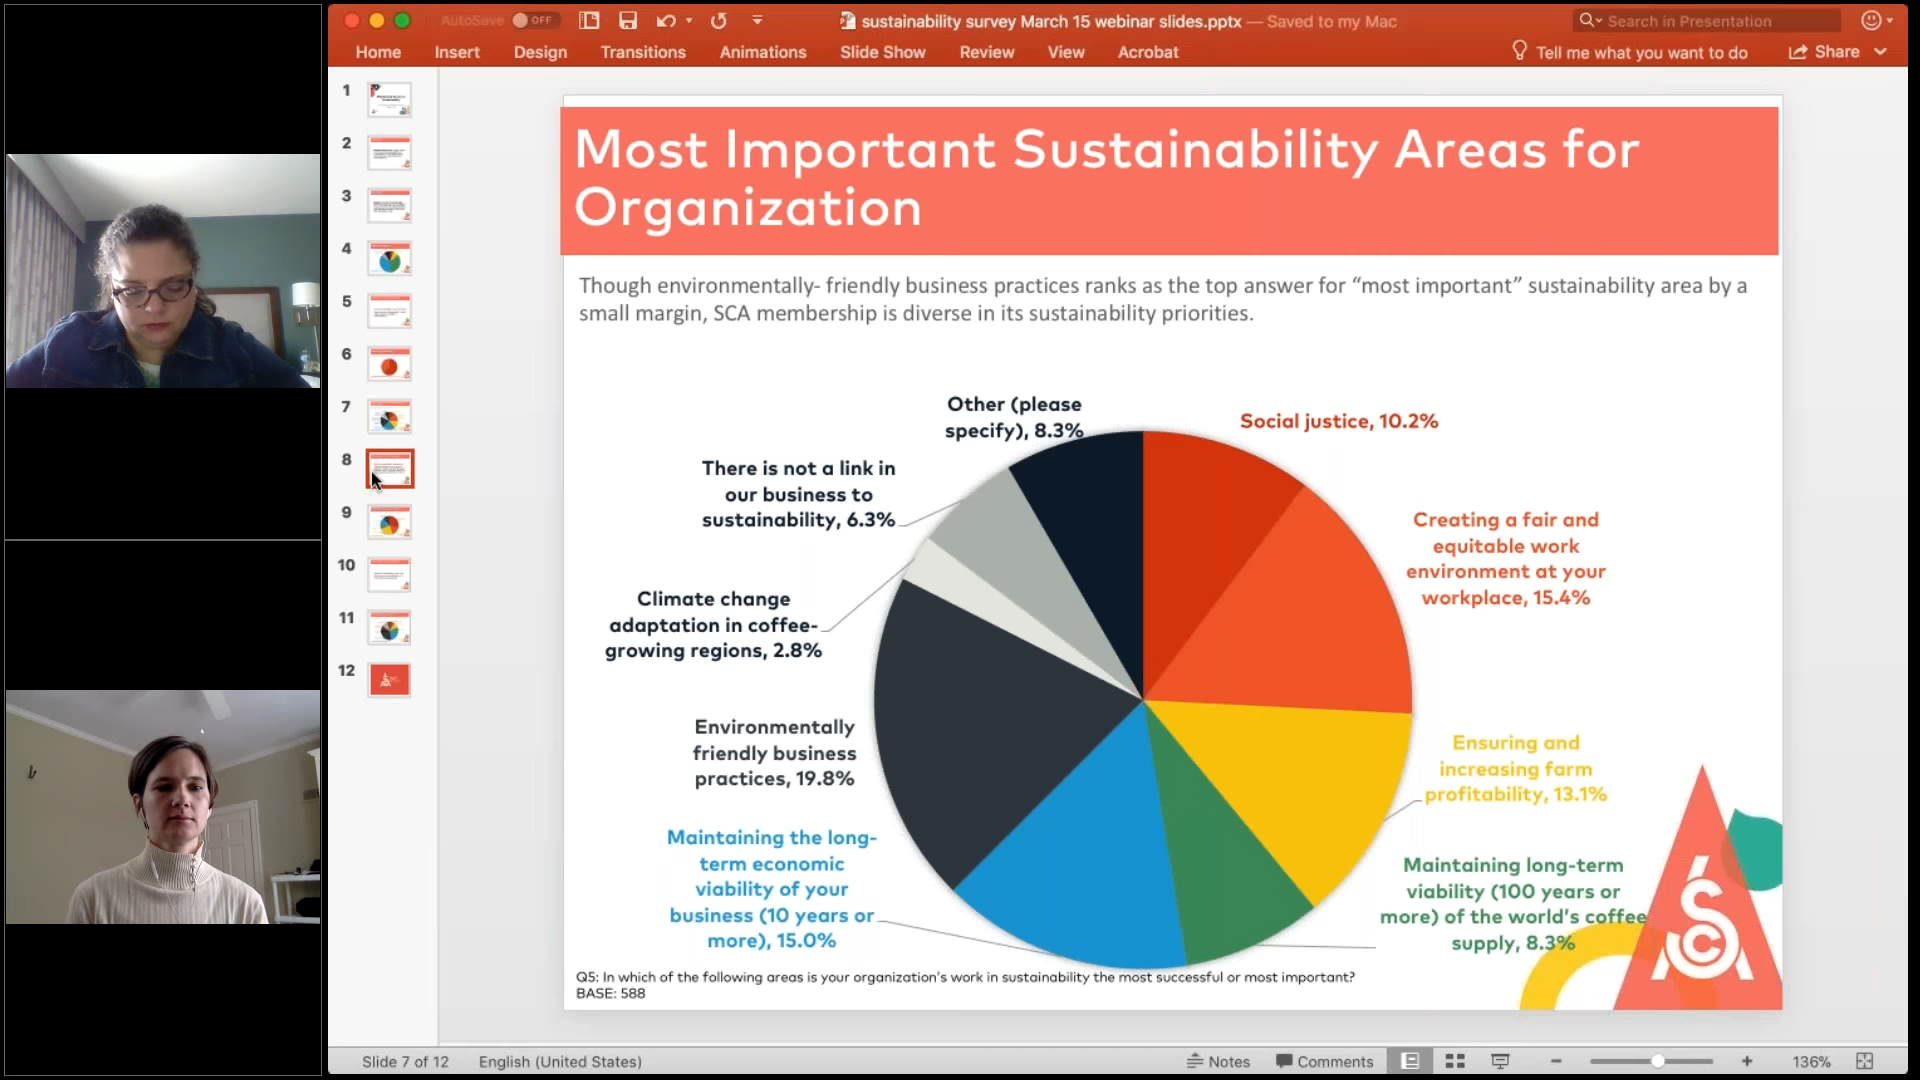 AutoSave OFF
sustainability survey March 15 webinar slides.pptx — Saved to my Mac
Search in Presentation
Home Insert Design Transitions Animations Slide Show Review View Acrobat
Tell me what you want to do
Share
1
2
3
4
5
6
7
8
9
10
11
12
Most Important Sustainability Areas for
Organization
Though environmentally- friendly business practices ranks as the top answer for “most important” sustainability area by a
small margin, SCA membership is diverse in its sustainability priorities.
Other (please
specify), 8.3%
Social justice, 10.2%
There is not a link in
our business to
sustainability, 6.3%
Creating a fair and
equitable work
environment at your
workplace, 15.4%
Climate change
adaptation in coffee-
growing regions, 2.8%
Environmentally
friendly business
practices, 19.8%
Ensuring and
increasing farm
profitability, 13.1%
Maintaining the long-
term economic
viability of your
business (10 years or
more), 15.0%
Maintaining long-term
viability (100 years or
more) of the world's coffee
supply, 8.3%
SCA
Q5: In which of the following areas is your organization's work in sustainability the most successful or most important?
BASE: 588
Slide 7 of 12
English (United States)
Notes
Comments
136%